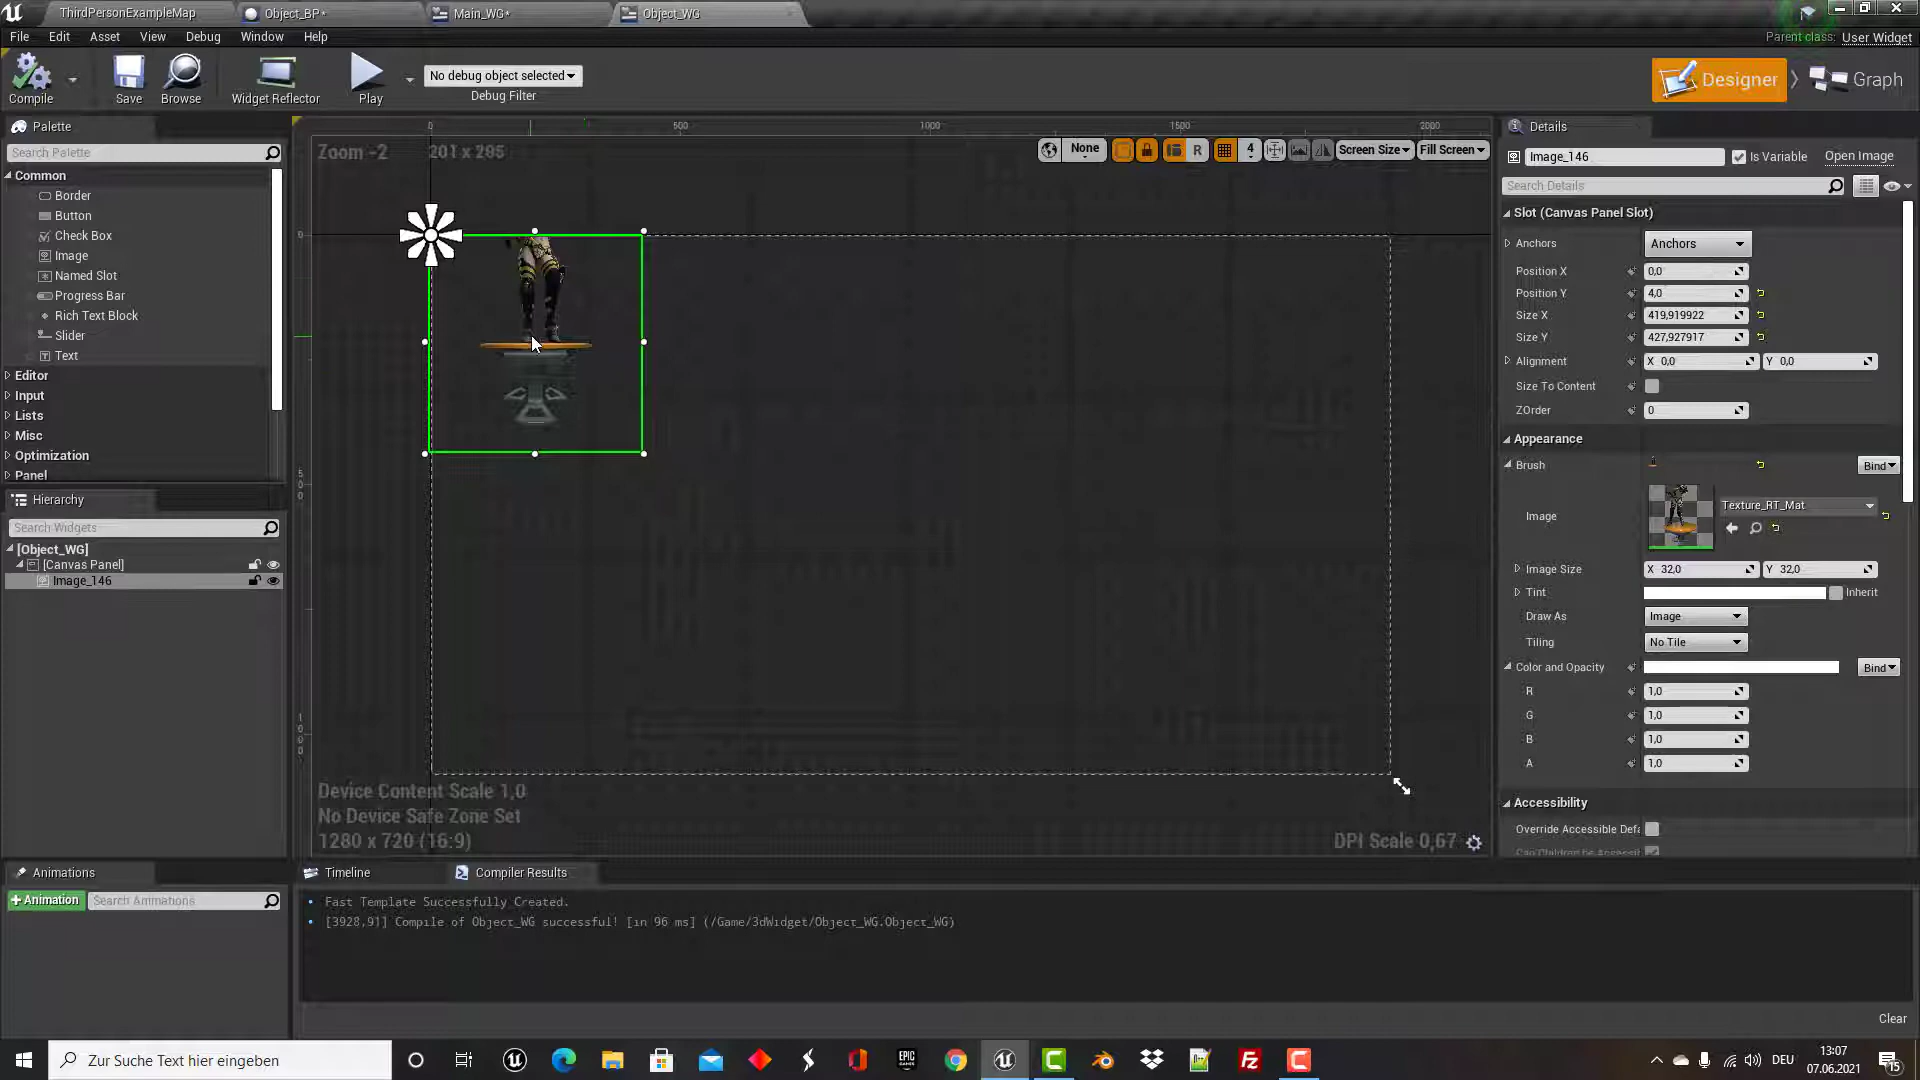 ThirdPersonExampleMap
Object_BP*
Main_WG*
Object_WG
File Edit Asset View Debug Window Help
Parent class: User Widget
Compile
Save
Browse
Widget Reflector
Play
No debug object selected
Debug Filter
Designer
Graph
Palette
Search Palette
Common
Border
Button
Check Box
Image
Named Slot
Progress Bar
Rich Text Block
Slider
Text
Editor
Input
Lists
Misc
Optimization
Panel
Hierarchy
Search Widgets
[Object_WG]
[Canvas Panel]
Image_146
Animations
+Animation
Search Animations
0 500 1000 1500 2000
Zoom -2
201 x 205
None
R
4
Screen Size
Fill Screen
0
500
1000
Device Content Scale 1,0
No Device Safe Zone Set
1280 x 720 (16:9)
DPI Scale 0,67
Details
Image_146
Is Variable
Open Image
Search Details
Slot (Canvas Panel Slot)
Anchors Anchors
Position X 0,0
Position Y 4,0
Size X 419,919922
Size Y 427,927917
Alignment X 0,0 Y 0,0
Size To Content
ZOrder 0
Appearance
Brush Bind
Image Texture_RT_Mat
Image Size X 32,0 Y 32,0
Tint Inherit
Draw As Image
Tiling No Tile
Color and Opacity Bind
R 1,0
G 1,0
B 1,0
A 1,0
Accessibility
Override Accessible Defa
Timeline
Compiler Results
Fast Template Successfully Created.
[3928,91] Compile of Object_WG successful! [in 96 ms] (/Game/3dWidget/Object_WG.Object_WG)
Clear
Zur Suche Text hier eingeben
EPIC GAMES
DEU
13:07
07.06.2021
15